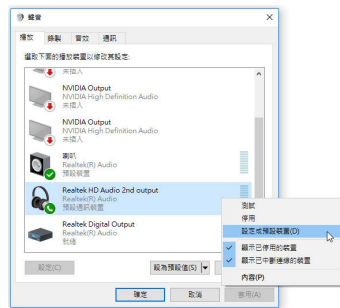 聲音
播放 錄製 音效 通訊
選取下面的播放裝置以修改其設定:
未插入
NVIDIA Output
NVIDIA High Definition Audio
未插入
NVIDIA Output
NVIDIA High Definition Audio
未插入
喇叭
Realtek(R) Audio
預設裝置
Realtek HD Audio 2nd output
Realtek(R) Audio
預設通訊裝置
Realtek Digital Output
Realtek(R) Audio
就緒
測試
停用
設定成預設裝置(D)
顯示已停用的裝置
顯示已中斷連線的裝置
內容(P)
設定(C) 設為預設值(S)
確定 取消 套用(A)